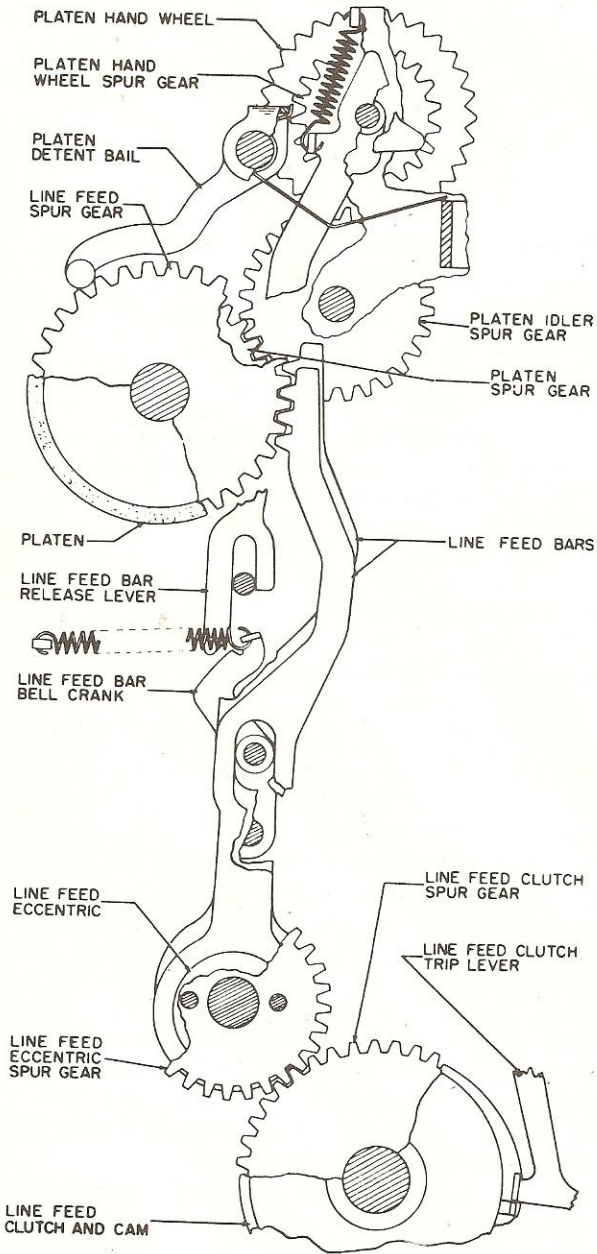 PLATEN HAND WHEEL
PLATEN HAND
WHEEL SPUR GEAR
PLATEN
DETENT BAIL
LINE FEED
SPUR GEAR
PLATEN IDLER
SPUR GEAR
PLATEN
SPUR GEAR
PLATEN
LINE FEED BARS
LINE FEED BAR
RELEASE LEVER
LINE FEED BAR
BELL CRANK
LINE FEED
ECCENTRIC
LINE FEED CLUTCH
SPUR GEAR
LINE FEED CLUTCH
TRIP LEVER
LINE FEED
ECCENTRIC
SPUR GEAR
LINE FEED
CLUTCH AND CAM